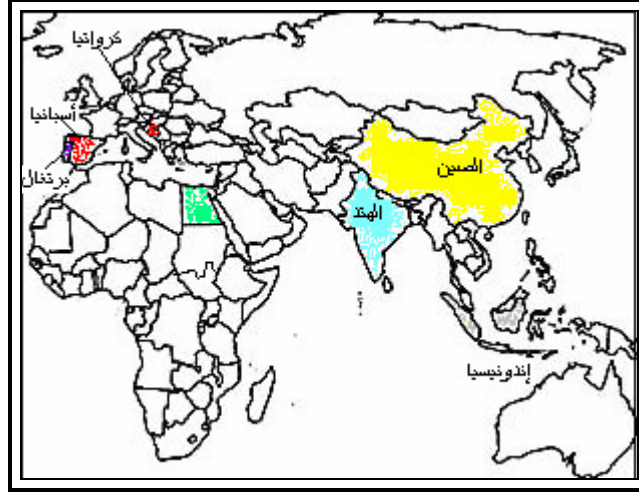 كرواتيا
أسبانيا
برتغال
الصين
الهند
إندونيسيا